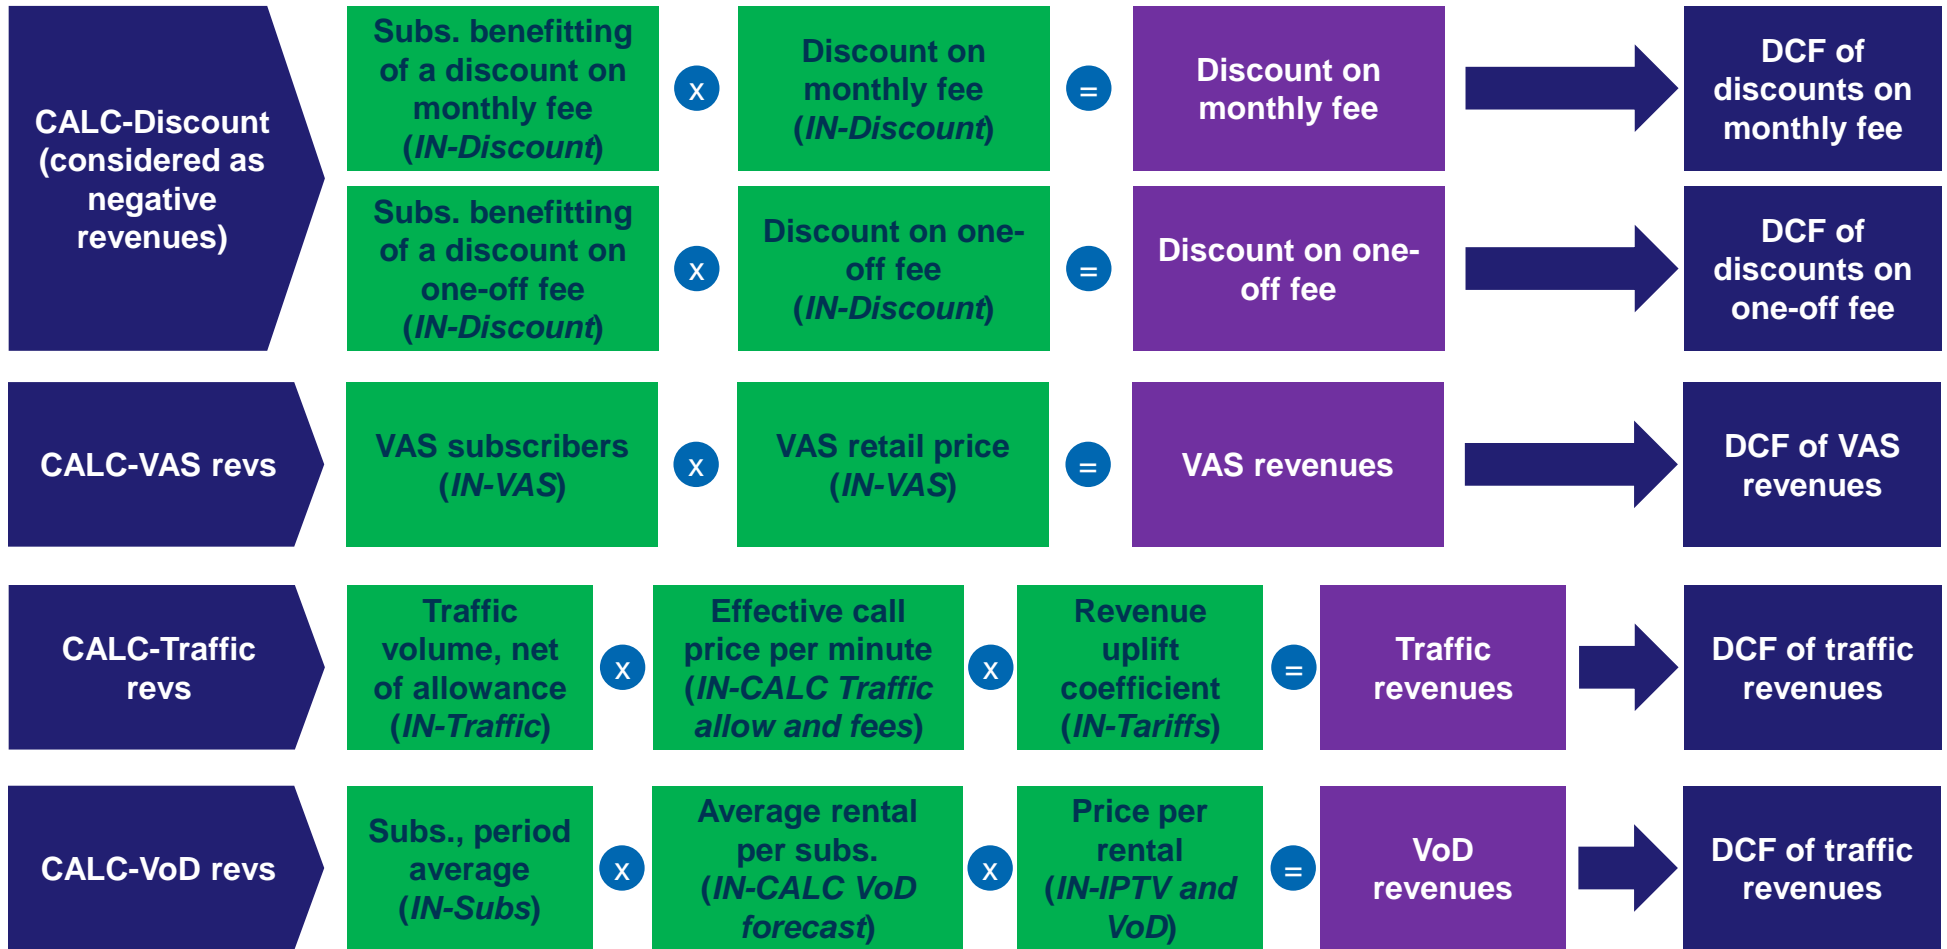 CALC-Discount
(considered as
negative
revenues)
Subs. benefitting
of a discount on
monthly fee
(IN-Discount)
x
Discount on
monthly fee
(IN-Discount)
=
Discount on
monthly fee
DCF of
discounts on
monthly fee
Subs. benefitting
of a discount on
one-off fee
(IN-Discount)
x
Discount on one-
off fee
(IN-Discount)
=
Discount on one-
off fee
DCF of
discounts on
one-off fee
CALC-VAS revs
VAS subscribers
(IN-VAS)
x
VAS retail price
(IN-VAS)
=
VAS revenues
DCF of VAS
revenues
CALC-Traffic
revs
Traffic
volume, net
of allowance
(IN-Traffic)
x
Effective call
price per minute
(IN-CALC Traffic
allow and fees)
x
Revenue
uplift
coefficient
(IN-Tariffs)
=
Traffic
revenues
DCF of traffic
revenues
CALC-VoD revs
Subs., period
average
(IN-Subs)
x
Average rental
per subs.
(IN-CALC VoD
forecast)
x
Price per
rental
(IN-IPTV and
VoD)
=
VoD
revenues
DCF of traffic
revenues